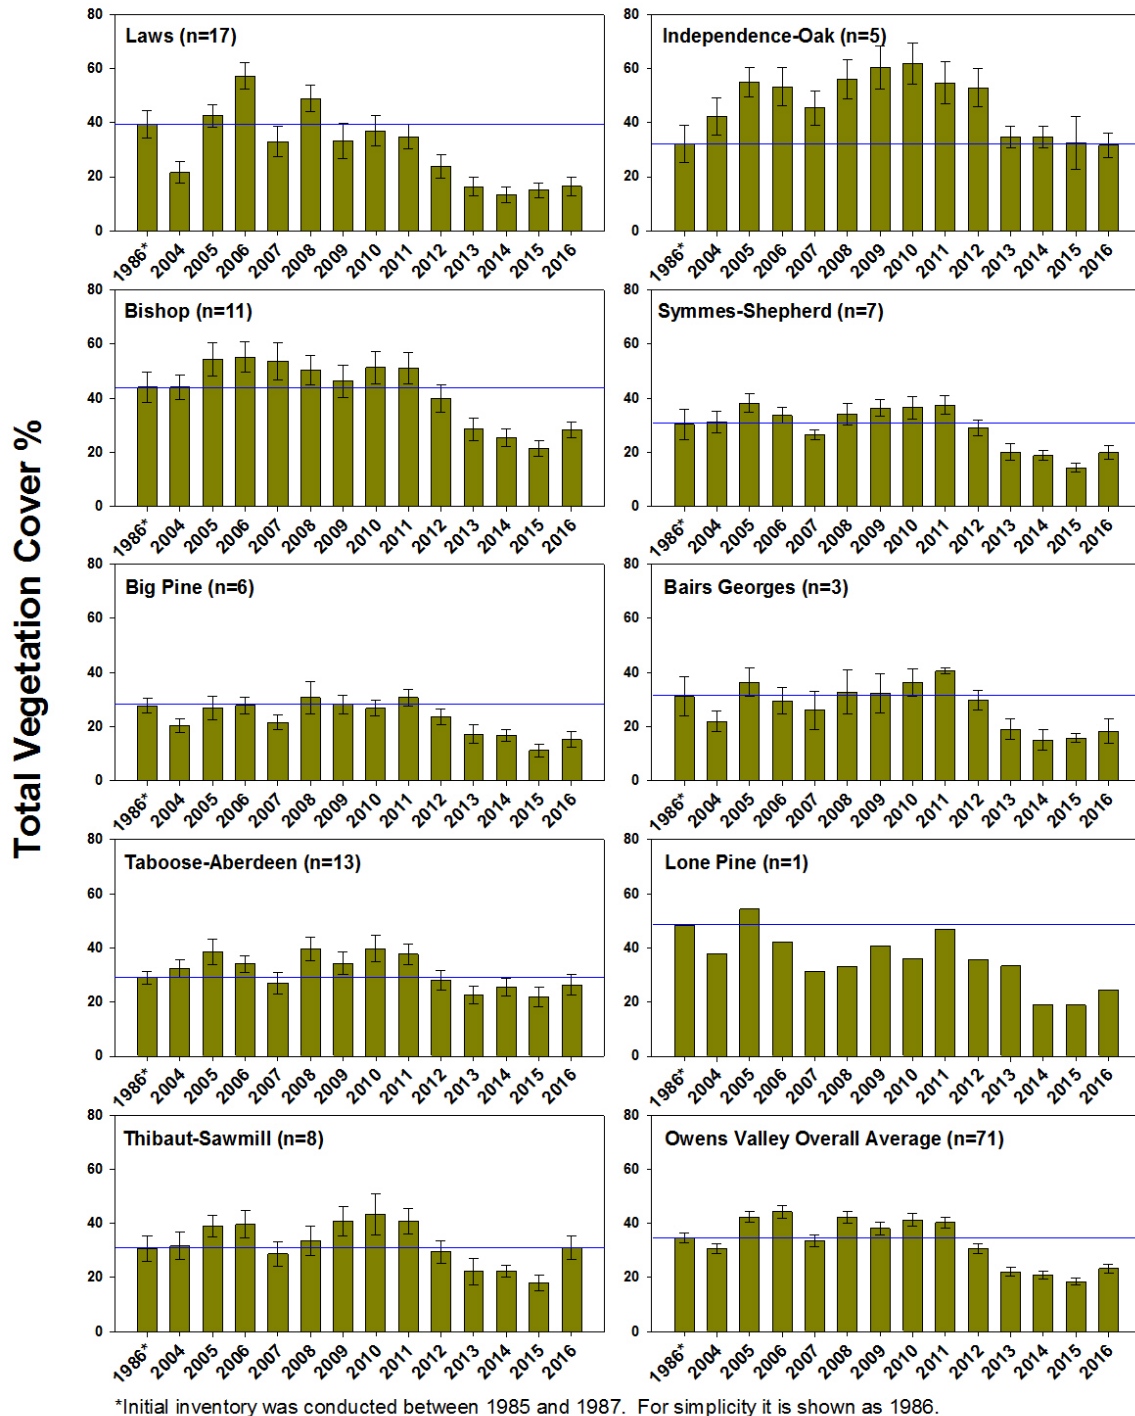 Total Vegetation Cover %
Laws (n=17)
80
60
40
20
0
1986* 2004 2005 2006 2007 2008 2009 2010 2011 2012 2013 2014 2015 2016
Independence-Oak (n=5)
80
60
40
20
0
1986* 2004 2005 2006 2007 2008 2009 2010 2011 2012 2013 2014 2015 2016
Bishop (n=11)
80
60
40
20
0
1986* 2004 2005 2006 2007 2008 2009 2010 2011 2012 2013 2014 2015 2016
Symmes-Shepherd (n=7)
80
60
40
20
0
1986* 2004 2005 2006 2007 2008 2009 2010 2011 2012 2013 2014 2015 2016
Big Pine (n=6)
80
60
40
20
0
1986* 2004 2005 2006 2007 2008 2009 2010 2011 2012 2013 2014 2015 2016
Bairs Georges (n=3)
80
60
40
20
0
1986* 2004 2005 2006 2007 2008 2009 2010 2011 2012 2013 2014 2015 2016
Taboose-Aberdeen (n=13)
80
60
40
20
0
1986* 2004 2005 2006 2007 2008 2009 2010 2011 2012 2013 2014 2015 2016
Lone Pine (n=1)
80
60
40
20
0
1986* 2004 2005 2006 2007 2008 2009 2010 2011 2012 2013 2014 2015 2016
Thibaut-Sawmill (n=8)
80
60
40
20
0
1986* 2004 2005 2006 2007 2008 2009 2010 2011 2012 2013 2014 2015 2016
Owens Valley Overall Average (n=71)
80
60
40
20
0
1986* 2004 2005 2006 2007 2008 2009 2010 2011 2012 2013 2014 2015 2016
*Initial inventory was conducted between 1985 and 1987. For simplicity it is shown as 1986.